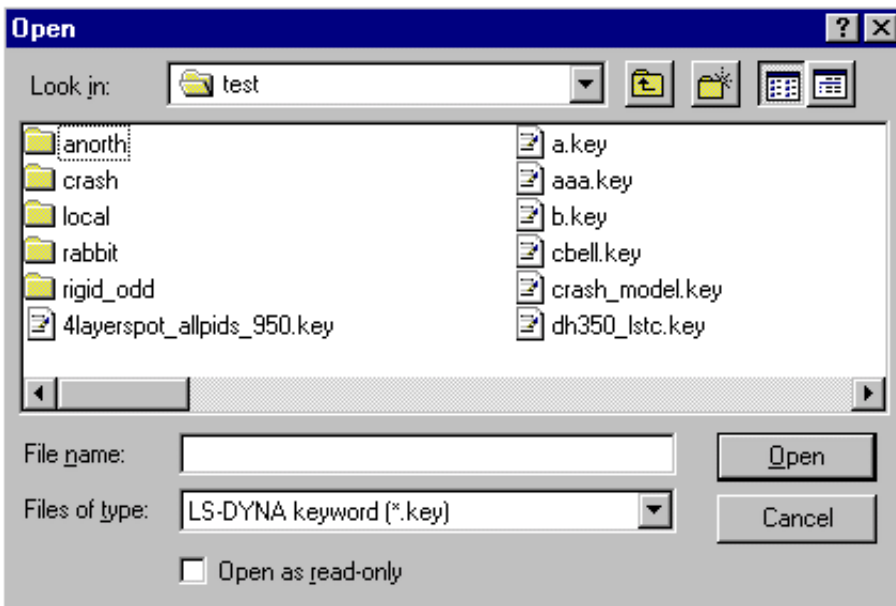 Open
Look in: test
anorth
crash
local
rabbit
rigid_odd
4layerspot_allpids_950.key
a.key
aaa.key
b.key
cbell.key
crash_model.key
dh350_lstc.key
File name:
Open
Files of type: LS-DYNA keyword (*.key)
Cancel
Open as read-only